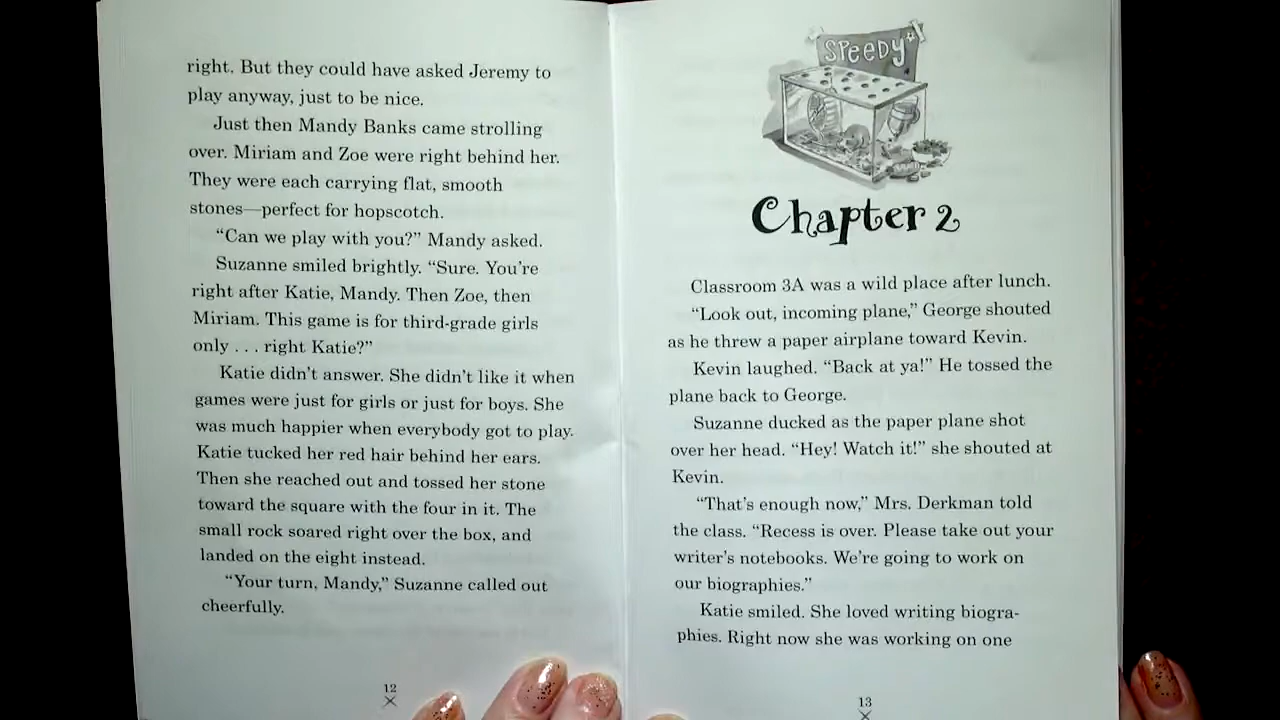 right. But they could have asked Jeremy to
play anyway, just to be nice.
Just then Mandy Banks came strolling
over. Miriam and Zoe were right behind her.
They were each carrying flat, smooth
stones—perfect for hopscotch.
“Can we play with you?” Mandy asked.
Suzanne smiled brightly. “Sure. You’re
right after Katie, Mandy. Then Zoe, then
Miriam. This game is for third-grade girls
only . . . right Katie?”
Katie didn’t answer. She didn’t like it when
games were just for girls or just for boys. She
was much happier when everybody got to play.
Katie tucked her red hair behind her ears.
Then she reached out and tossed her stone
toward the square with the four in it. The
small rock soared right over the box, and
landed on the eight instead.
“Your turn, Mandy,” Suzanne called out
cheerfully.
12
SPEEDY
Chapter 2
Classroom 3A was a wild place after lunch.
“Look out, incoming plane,” George shouted
as he threw a paper airplane toward Kevin.
Kevin laughed. “Back at ya!” He tossed the
plane back to George.
Suzanne ducked as the paper plane shot
over her head. “Hey! Watch it!” she shouted at
Kevin.
“That’s enough now,” Mrs. Derkman told
the class. “Recess is over. Please take out your
writer’s notebooks. We’re going to work on
our biographies.”
Katie smiled. She loved writing biogra-
phies. Right now she was working on one
13